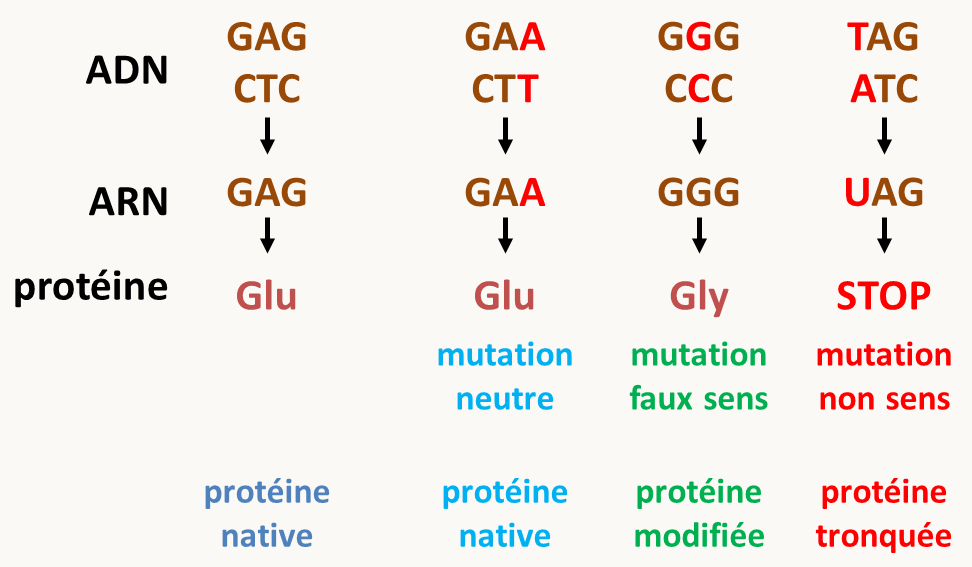 GAG GAA GGG TAG
ADN
CTC CTT CCC ATC
ARN GAG GAA GGG UAG
protéine Glu Glu Gly STOP
mutation mutation mutation
neutre faux sens non sens
protéine protéine protéine protéine
native native modifiée tronquée